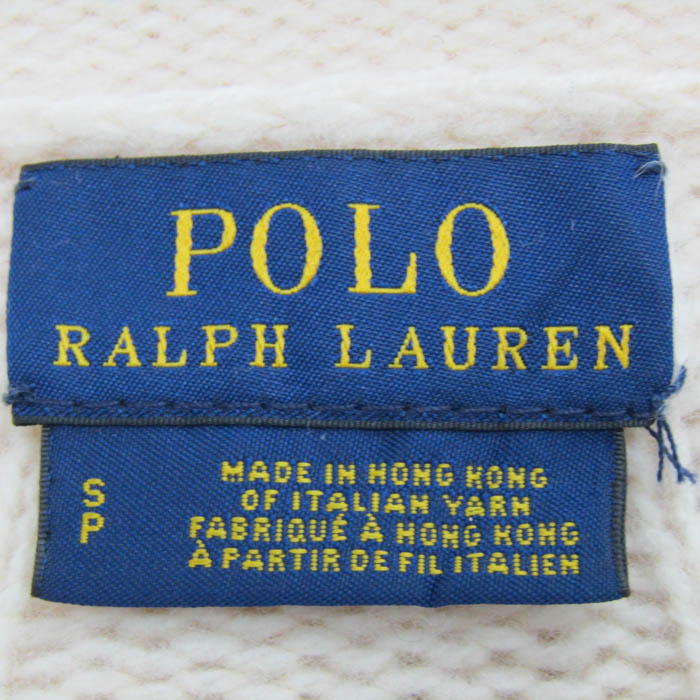 POLO
RALPH LAUREN
S
P
MADE IN HONG KONG
OF ITALIAN YARN
FABRIQUÉ À HONG KONG
À PARTIR DE FIL ITALIEN